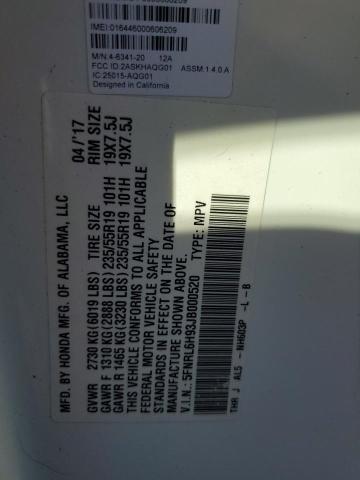 IMEI:016446000606209
M/N:4-6341-20 12A
FCC ID:2ASKHAQG01 ASSM:1.4.0.A
IC:25015-AQG01
Designed in California
MFD. BY HONDA MFG. OF ALABAMA, LLC 04/'17
TIRE SIZE RIM SIZE
GVWR 2730 KG(6019 LBS)
GAWR F 1310 KG(2888 LBS) 235/55R19 101H 19X7.5J
GAWR R 1465 KG(3230 LBS) 235/55R19 101H 19X7.5J
THIS VEHICLE CONFORMS TO ALL APPLICABLE
FEDERAL MOTOR VEHICLE SAFETY
STANDARDS IN EFFECT ON THE DATE OF
MANUFACTURE SHOWN ABOVE.
V.I.N.: 5FNRL6H93JB000520 TYPE: MPV
THR J AL5 - NH603P -L -B